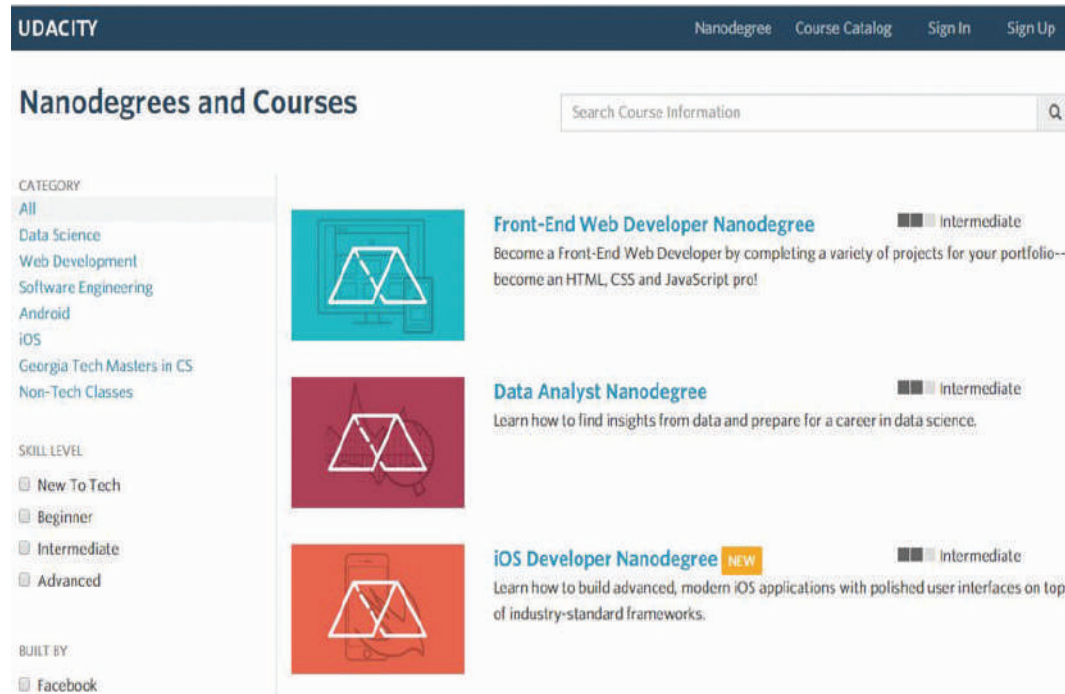 UDACITY
Nanodegree Course Catalog Sign In Sign Up
Nanodegrees and Courses
Search Course Information
CATEGORY
All
Data Science
Web Development
Software Engineering
Android
iOS
Georgia Tech Masters in CS
Non-Tech Classes
SKILL LEVEL
New To Tech
Beginner
Intermediate
Advanced
BUILT BY
Facebook
Front-End Web Developer Nanodegree Intermediate
Become a Front-End Web Developer by completing a variety of projects for your portfolio--
become an HTML, CSS and JavaScript pro!
Data Analyst Nanodegree Intermediate
Learn how to find insights from data and prepare for a career in data science.
iOS Developer Nanodegree NEW Intermediate
Learn how to build advanced, modern iOS applications with polished user interfaces on top
of industry-standard frameworks.